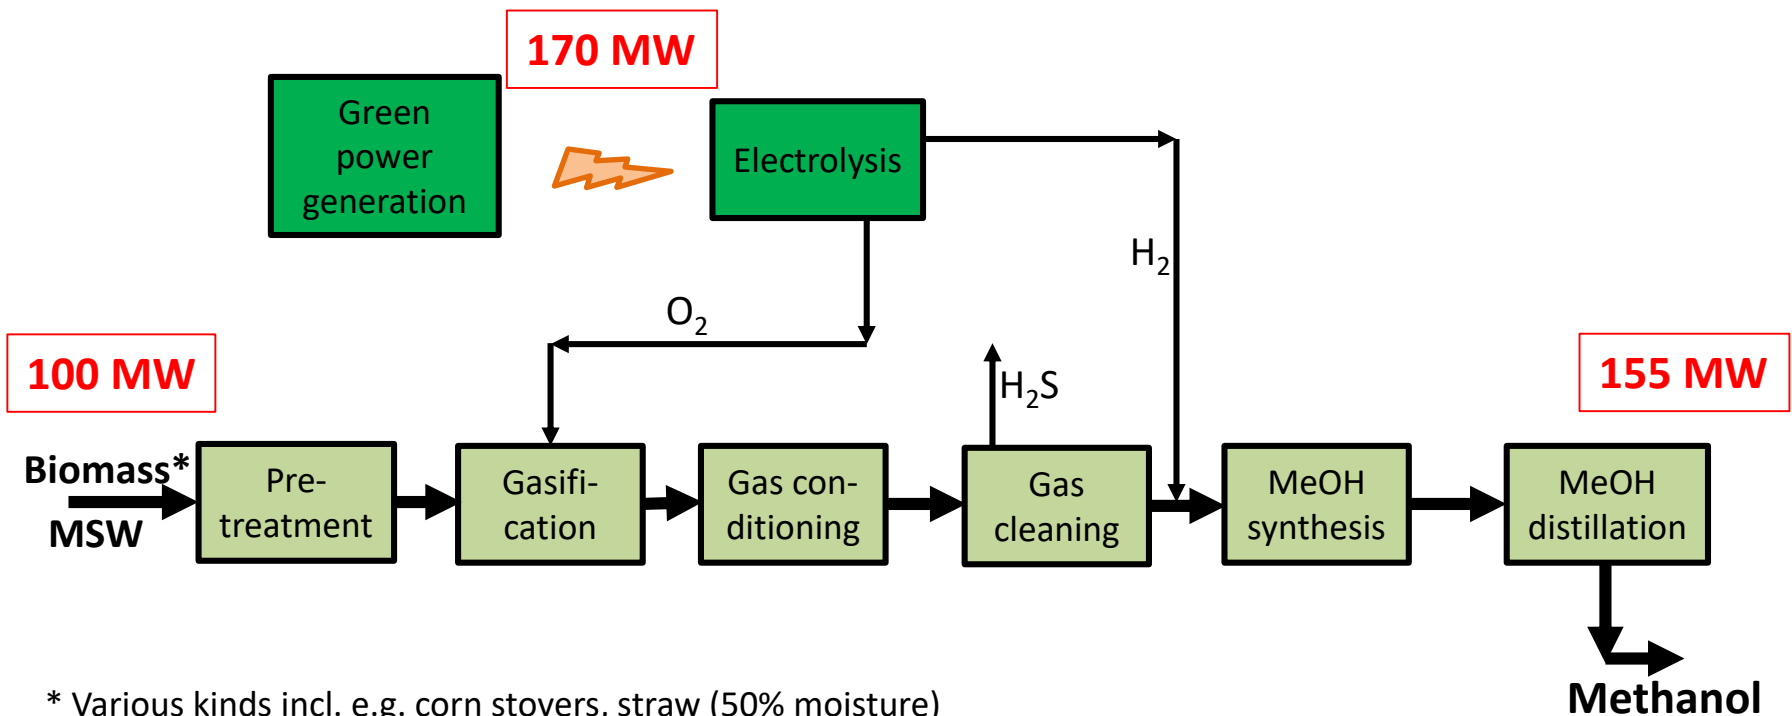 170 MW
Green
power
generation
Electrolysis
H₂
O₂
100 MW
H₂S
155 MW
Biomass*
MSW
Pre-
treatment
Gasifi-
cation
Gas con-
ditioning
Gas
cleaning
MeOH
synthesis
MeOH
distillation
Methanol
* Various kinds incl. e.g. corn stovers, straw (50% moisture)